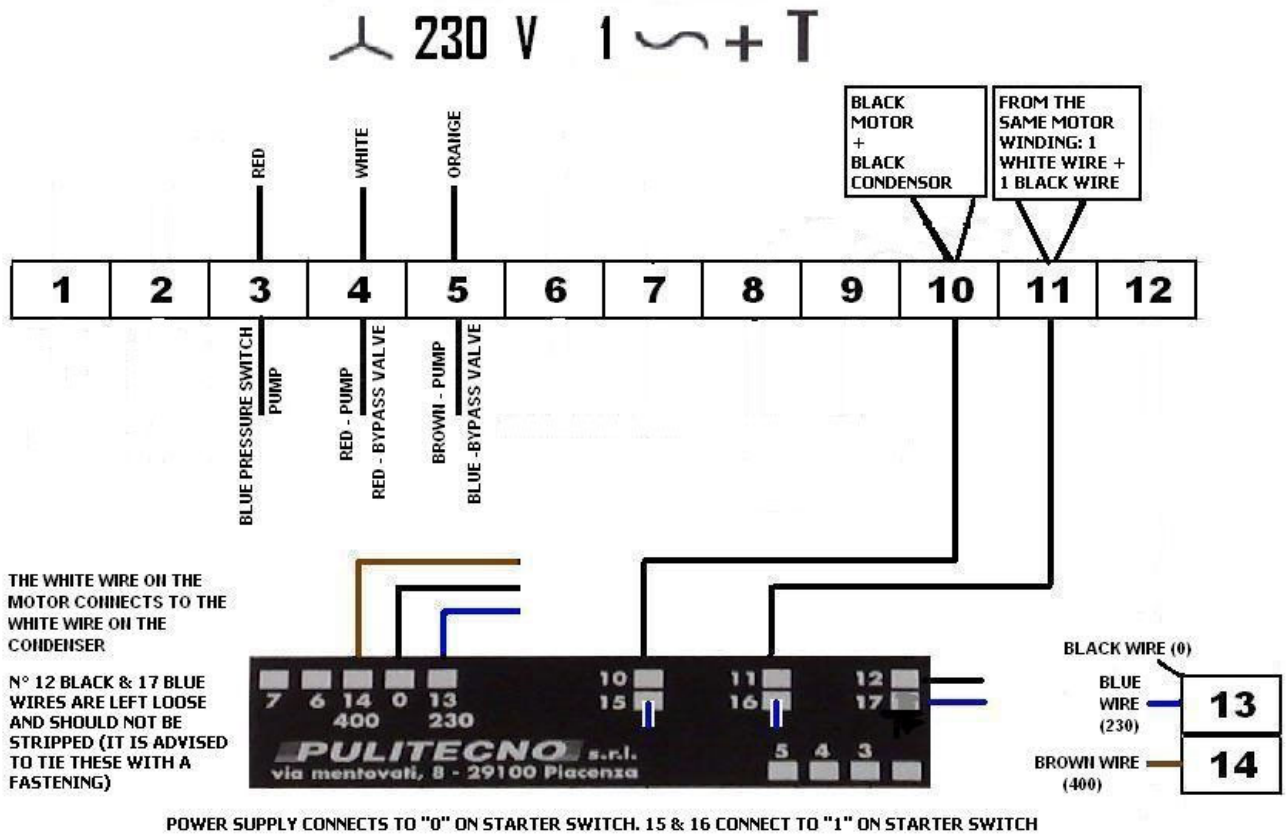 230 V 1 ~ + T
BLACK
MOTOR
+
BLACK
CONDENSOR
FROM THE
SAME MOTOR
WINDING: 1
WHITE WIRE +
1 BLACK WIRE
RED
WHITE
ORANGE
1 2 3 4 5 6 7 8 9 10 11 12
BLUE PRESSURE SWITCH
PUMP
RED - PUMP
RED - BYPASS VALVE
BROWN - PUMP
BLUE -BYPASS VALVE
THE WHITE WIRE ON THE
MOTOR CONNECTS TO THE
WHITE WIRE ON THE
CONDENSER
N° 12 BLACK & 17 BLUE
WIRES ARE LEFT LOOSE
AND SHOULD NOT BE
STRIPPED (IT IS ADVISED
TO TIE THESE WITH A
FASTENING)
10 11 12
7 6 14 0 13 15 16 17
400 230
5 4 3
PULITECNO s.r.l.
via mentovati, 8 - 29100 Piacenza
BLACK WIRE (0)
BLUE
WIRE
(230)
13
BROWN WIRE
(400)
14
POWER SUPPLY CONNECTS TO "0" ON STARTER SWITCH. 15 & 16 CONNECT TO "1" ON STARTER SWITCH